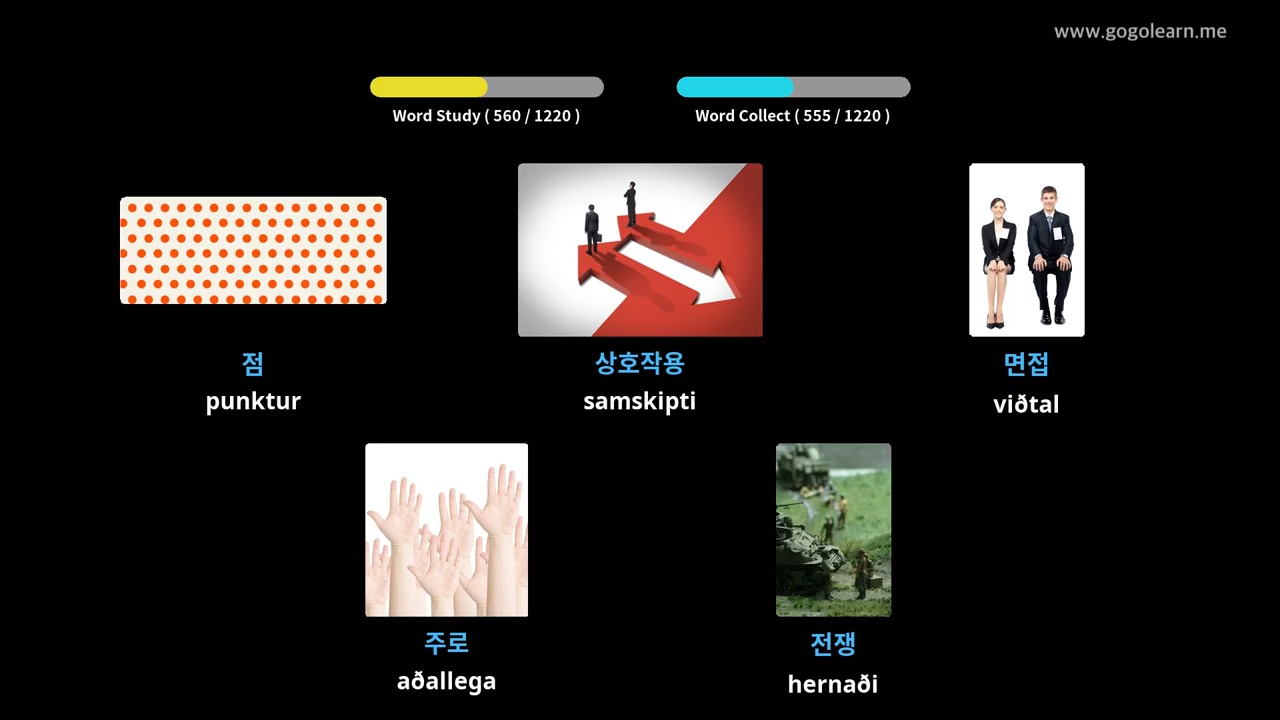 www.gogolearn.me
Word Study ( 560 / 1220 )
Word Collect ( 555 / 1220 )
점
punktur
상호작용
samskipti
면접
viðtal
주로
aðallega
전쟁
hernaði